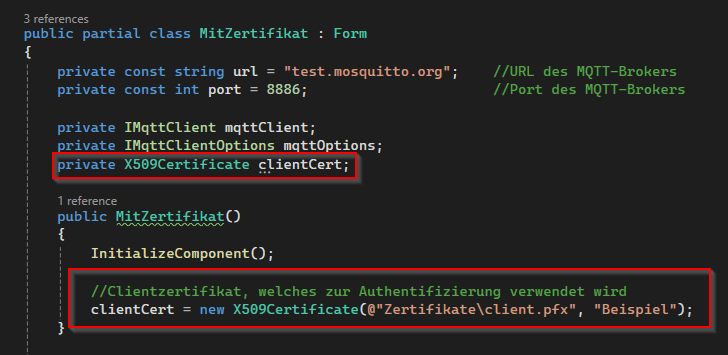 3 references
public partial class MitZertifikat : Form
{
private const string url = "test.mosquitto.org"; //URL des MQTT-Brokers
private const int port = 8886; //Port des MQTT-Brokers
private IMqttClient mqttClient;
private IMqttClientOptions mqttOptions;
private X509Certificate clientCert;
1 reference
public MitZertifikat()
{
InitializeComponent();
//Clientzertifikat, welches zur Authentifizierung verwendet wird
clientCert = new X509Certificate(@"Zertifikate\client.pfx", "Beispiel");
}